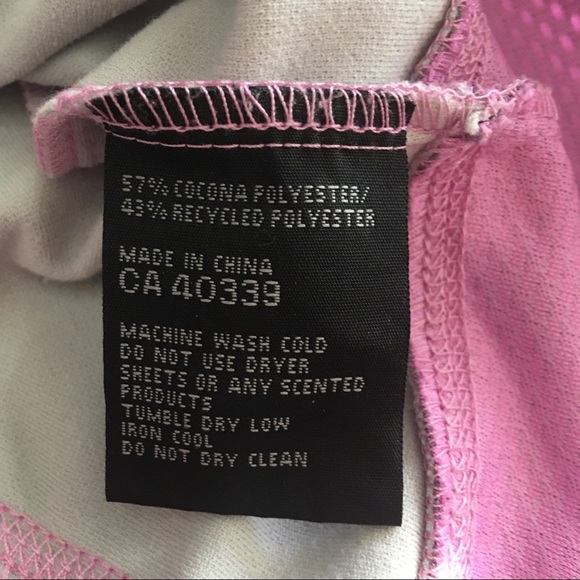 57% COCONA POLYESTER/
43% RECYCLED POLYESTER
MADE IN CHINA
CA 40339
MACHINE WASH COLD
DO NOT USE DRYER
SHEETS OR ANY SCENTED
PRODUCTS
TUMBLE DRY LOW
IRON COOL
DO NOT DRY CLEAN